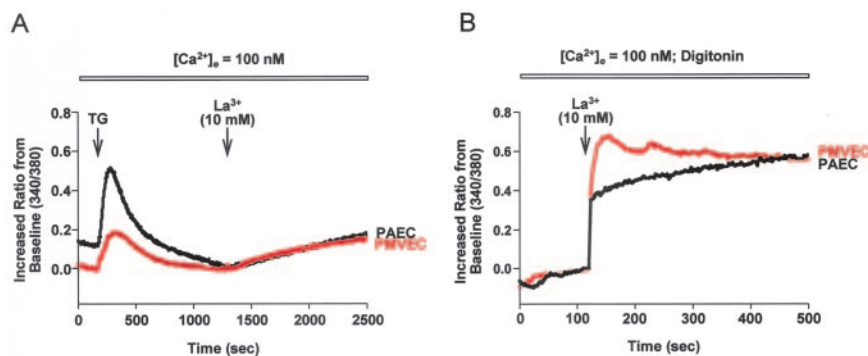 A
[Ca²⁺]ₑ = 100 nM
TG
La³⁺
(10 mM)
Increased Ratio from
Baseline (340/380)
0.8
0.6
0.4
0.2
0.0
PAEC
PMVEC
0 500 1000 1500 2000 2500
Time (sec)
B
[Ca²⁺]ₑ = 100 nM; Digitonin
La³⁺
(10 mM)
Increased Ratio from
Baseline (340/380)
0.8
0.6
0.4
0.2
0.0
PMVEC
PAEC
0 100 200 300 400 500
Time (sec)